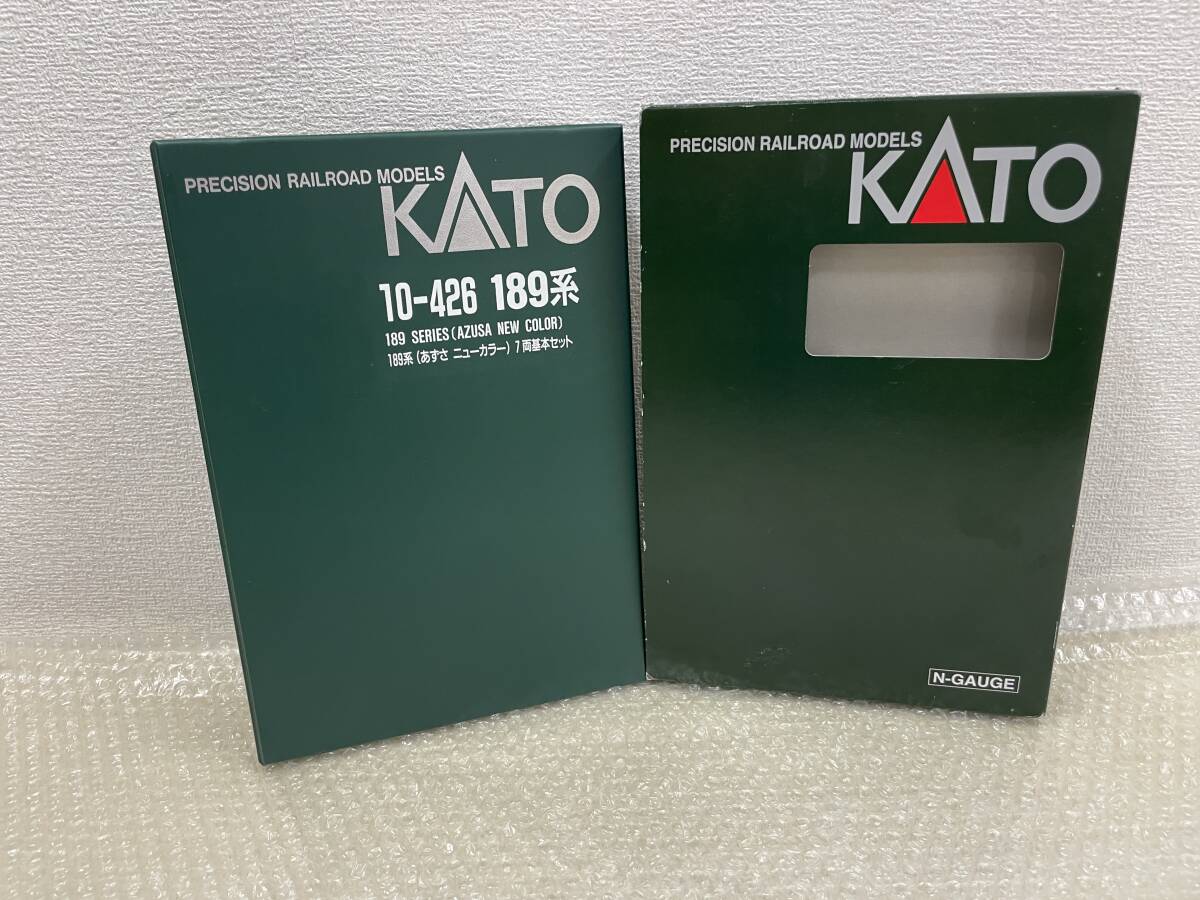 PRECISION RAILROAD MODELS
KATO
10-426 189系
189 SERIES(AZUSA NEW COLOR)
189系(あずさ ニューカラー)7両基本セット
PRECISION RAILROAD MODELS
KATO
N-GAUGE